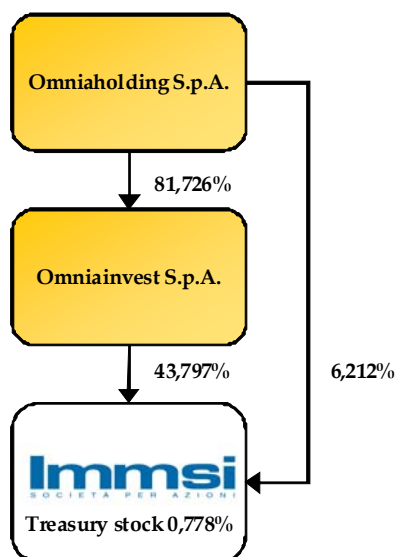 Omniaholding S.p.A.
81,726%
Omniainvest S.p.A.
43,797%
6,212%
Immsi
SOCIETÀ PER AZIONI
Treasury stock 0,778%